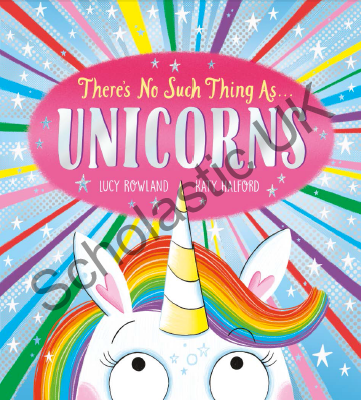 There's No Such Thing As...
UNICORNS
LUCY ROWLAND
KATY HALFORD
Scholastic UK